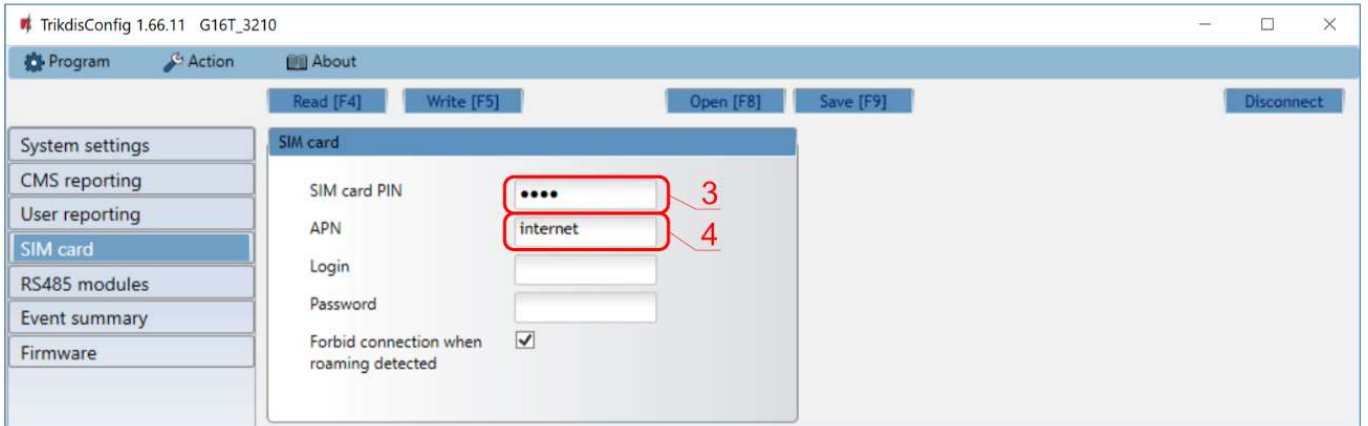 TrikdisConfig 1.66.11 G16T_3210
Program Action About
Read [F4] Write [F5] Open [F8] Save [F9] Disconnect
System settings
CMS reporting
User reporting
SIM card
RS485 modules
Event summary
Firmware
SIM card
SIM card PIN •••• 3
APN internet 4
Login
Password
Forbid connection when
roaming detected